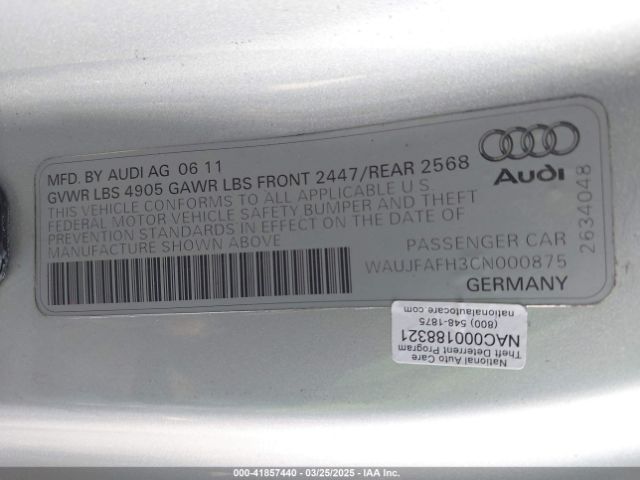 MFD. BY AUDI AG 06 11
GVWR LBS 4905 GAWR LBS FRONT 2447/REAR 2568
THIS VEHICLE CONFORMS TO ALL APPLICABLE U.S.
FEDERAL MOTOR VEHICLE SAFETY BUMPER AND THEFT
PREVENTION STANDARDS IN EFFECT ON THE DATE OF
MANUFACTURE SHOWN ABOVE
Audi
2634048
PASSENGER CAR
WAUJFAFH3CN000875
GERMANY
National Auto Care
Theft Deterrent Program
NAC000188321
(800) 548-1875
nationalautocare.com
000-41857440 - 03/25/2025 - IAAI.COM